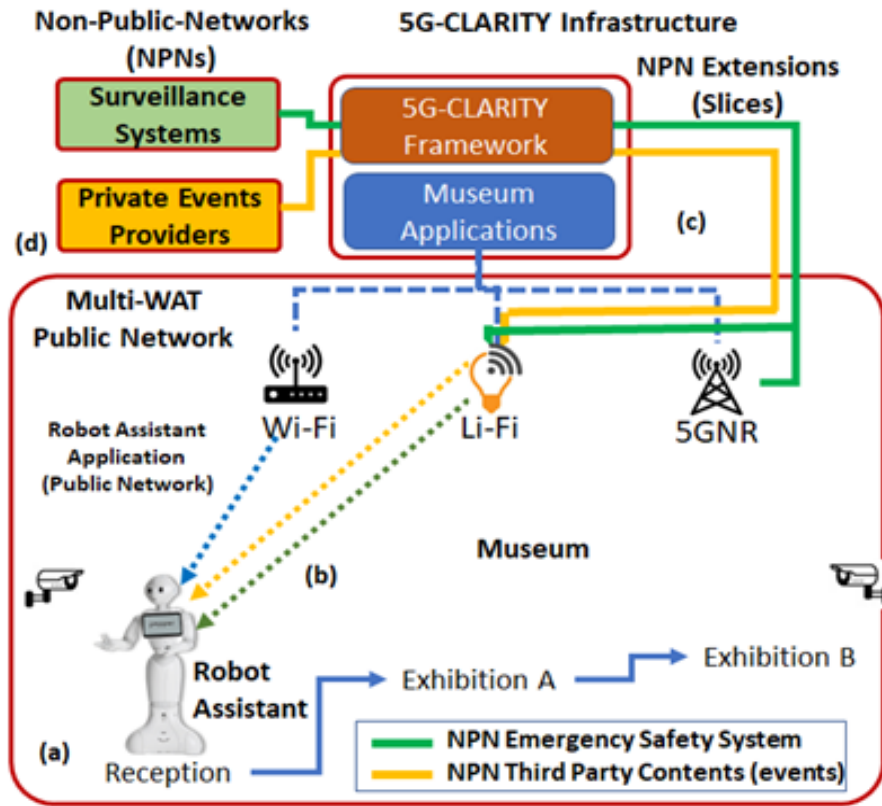 Non-Public-Networks
(NPNs)
5G-CLARITY Infrastructure
NPN Extensions
(Slices)
Surveillance
Systems
5G-CLARITY
Framework
Private Events
Providers
Museum
Applications
(d)
(c)
Multi-WAT
Public Network
Wi-Fi
Li-Fi
5GNR
Robot Assistant
Application
(Public Network)
(b)
Museum
Robot
Assistant
Exhibition A
Exhibition B
(a)
Reception
NPN Emergency Safety System
NPN Third Party Contents (events)